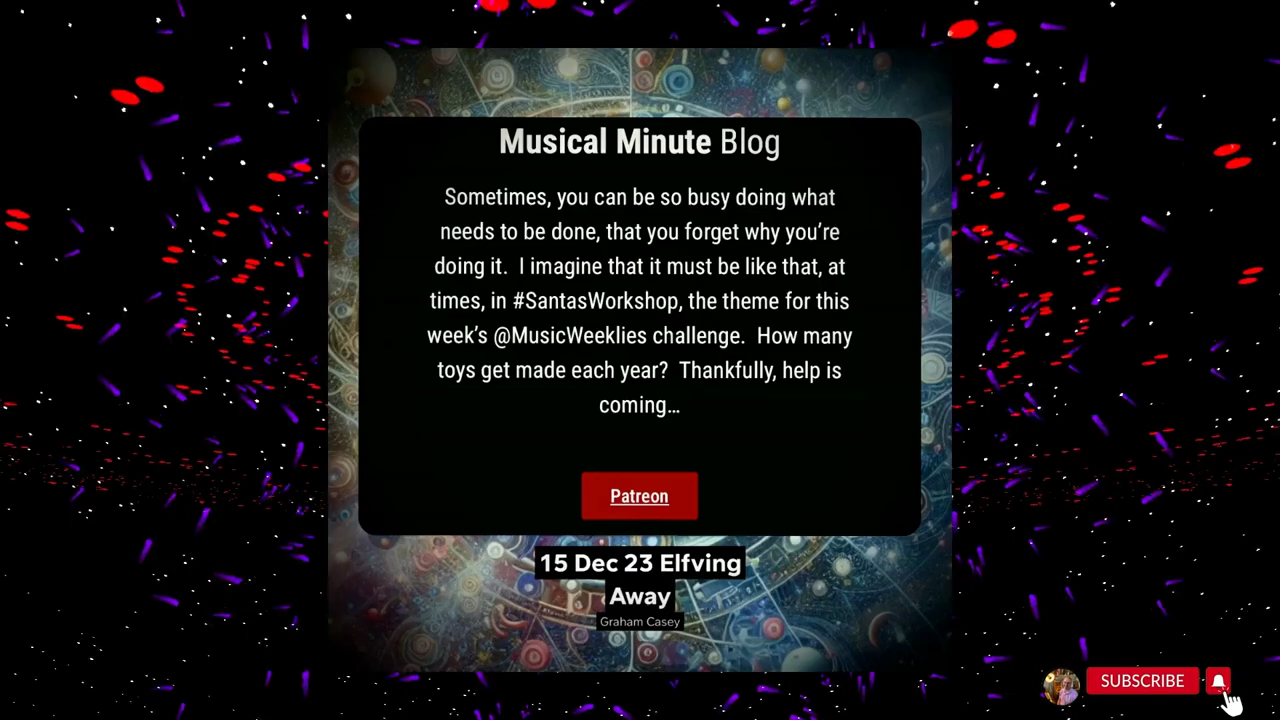 Musical Minute Blog
Sometimes, you can be so busy doing what
needs to be done, that you forget why you’re
doing it.  I imagine that it must be like that, at
times, in #SantasWorkshop, the theme for this
week’s @MusicWeeklies challenge.  How many
toys get made each year?  Thankfully, help is
coming…
Patreon
15 Dec 23 Elfving
Away
Graham Casey
SUBSCRIBE